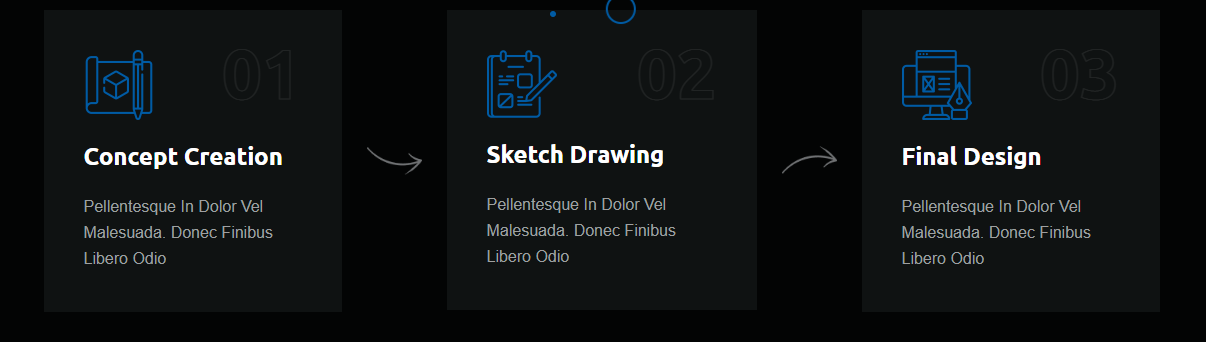 01
Concept Creation
Pellentesque In Dolor Vel
Malesuada. Donec Finibus
Libero Odio
02
Sketch Drawing
Pellentesque In Dolor Vel
Malesuada. Donec Finibus
Libero Odio
03
Final Design
Pellentesque In Dolor Vel
Malesuada. Donec Finibus
Libero Odio